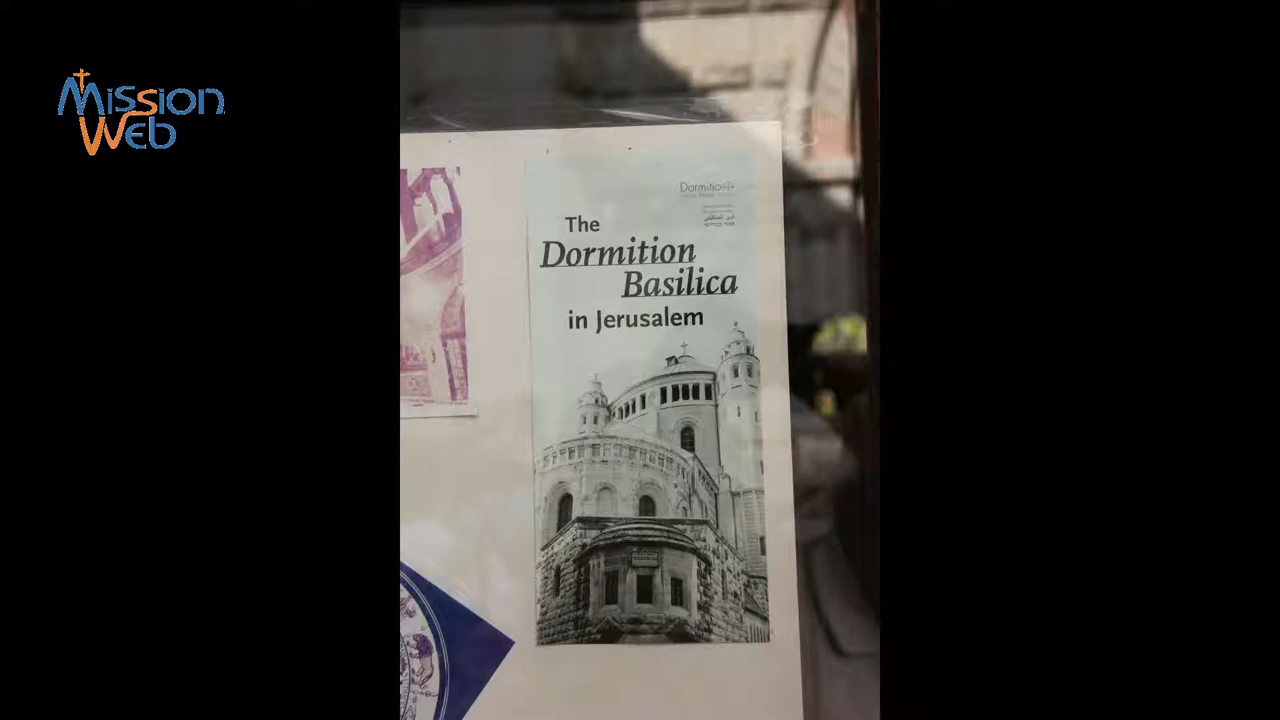 Mission
Web
Dormitio
The
Dormition
Basilica
in Jerusalem